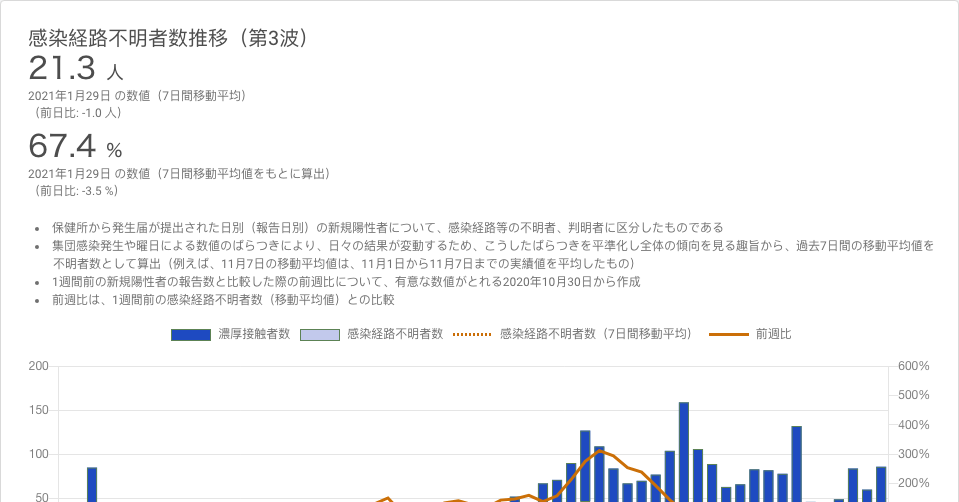 感染経路不明者数推移（第3波）
21.3 人
2021年1月29日 の数値（7日間移動平均）
（前日比: -1.0 人）
67.4 %
2021年1月29日 の数値（7日間移動平均値をもとに算出）
（前日比: -3.5 %）
保健所から発生届が提出された日別（報告日別）の新規陽性者について、感染経路等の不明者、判明者に区分したものである
集団感染発生や曜日による数値のばらつきにより、日々の結果が変動するため、こうしたばらつきを平準化し全体の傾向を見る趣旨から、過去7日間の移動平均値を
不明者数として算出（例えば、11月7日の移動平均値は、11月1日から11月7日までの実績値を平均したもの）
1週間前の新規陽性者の報告数と比較した際の前週比について、有意な数値がとれる2020年10月30日から作成
前週比は、1週間前の感染経路不明者数（移動平均値）との比較
濃厚接触者数 感染経路不明者数 感染経路不明者数（7日間移動平均） 前週比
200 600%
500%
150
400%
100 300%
200%
50